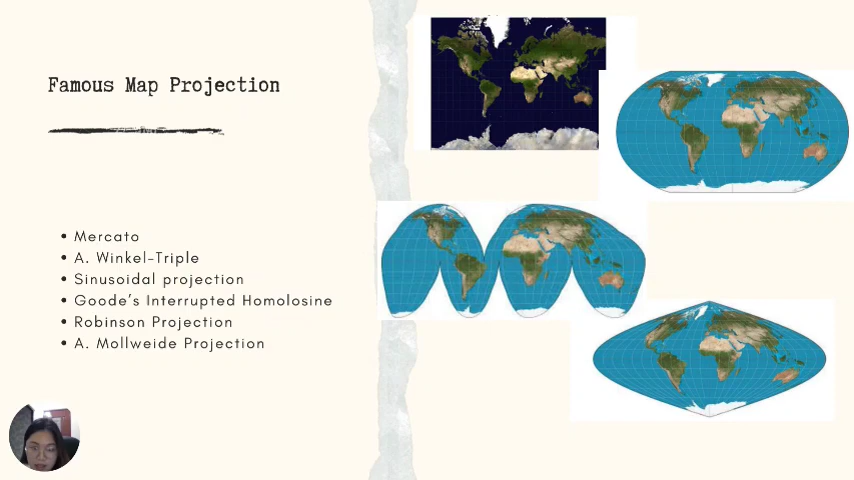 Famous Map Projection
Mercato
A. Winkel-Triple
Sinusoidal projection
Goode's Interrupted Homolosine
Robinson Projection
A. Mollweide Projection